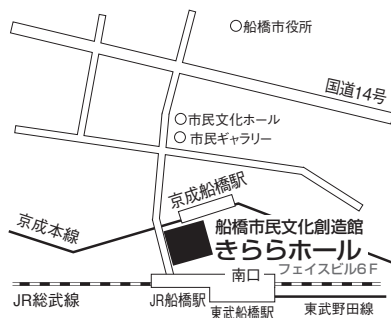 船橋市役所
国道14号
市民文化ホール
市民ギャラリー
京成船橋駅
京成本線
船橋市民文化創造館
きららホール
フェイスビル6F
南口
JR総武線
JR船橋駅
東武船橋駅
東武野田線